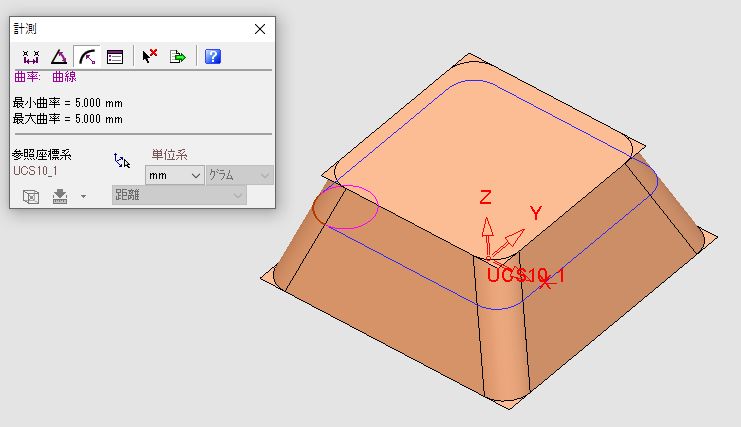 計測
曲率: 曲線
最小曲率 = 5.000 mm
最大曲率 = 5.000 mm
参照座標系
単位系
UCS10_1
mm
グラム
距離
Z
Y
UCS10_1
X